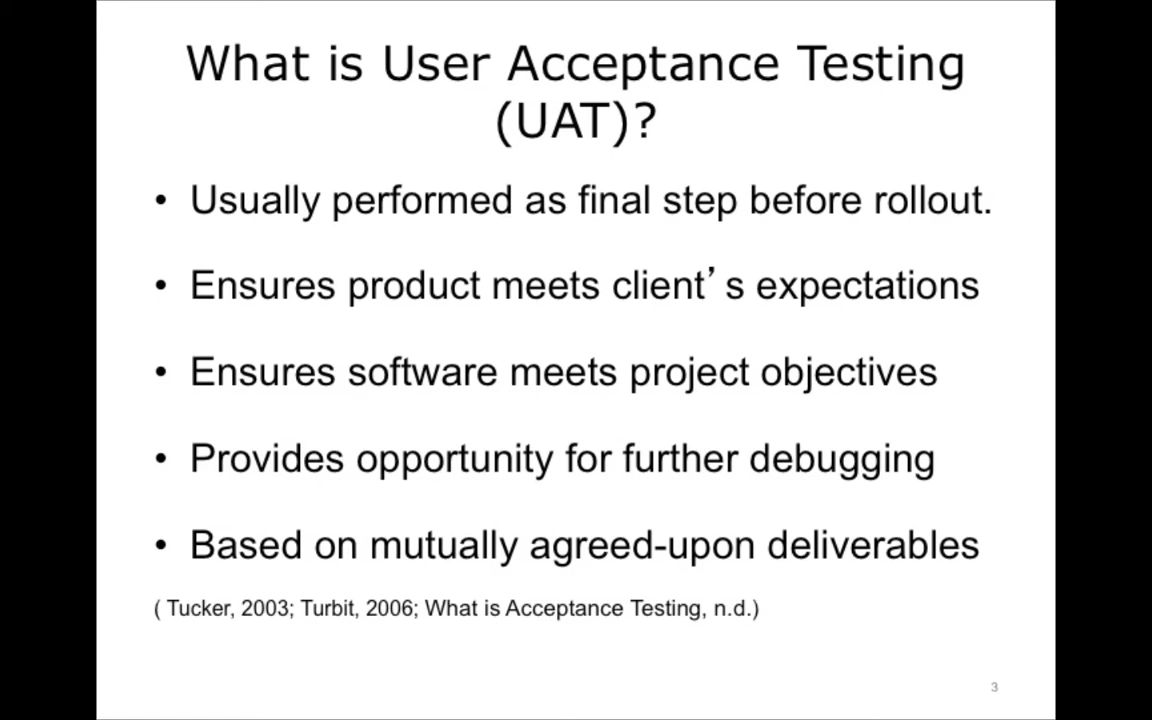 What is User Acceptance Testing
(UAT)?
• Usually performed as final step before rollout.
• Ensures product meets client’s expectations
• Ensures software meets project objectives
• Provides opportunity for further debugging
• Based on mutually agreed-upon deliverables
( Tucker, 2003; Turbit, 2006; What is Acceptance Testing, n.d.)
3